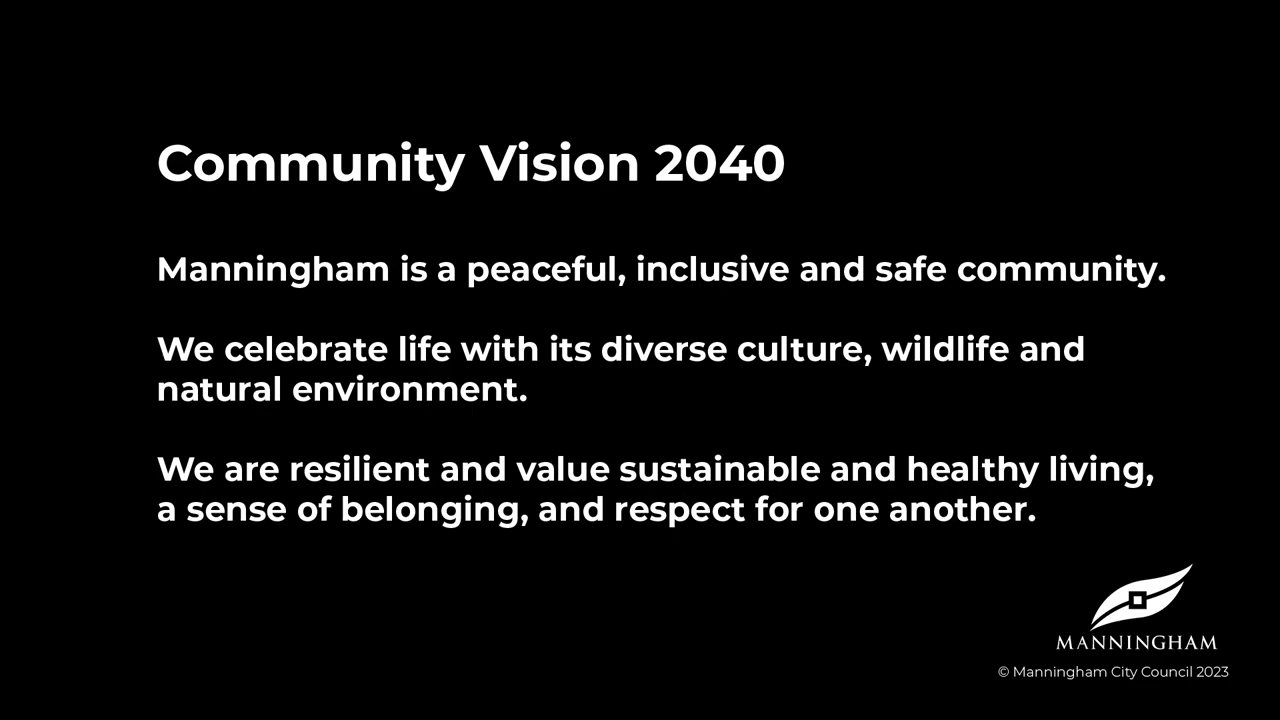 Community Vision 2040
Manningham is a peaceful, inclusive and safe community.
We celebrate life with its diverse culture, wildlife and
natural environment.
We are resilient and value sustainable and healthy living,
a sense of belonging, and respect for one another.
MANNINGHAM
© Manningham City Council 2023